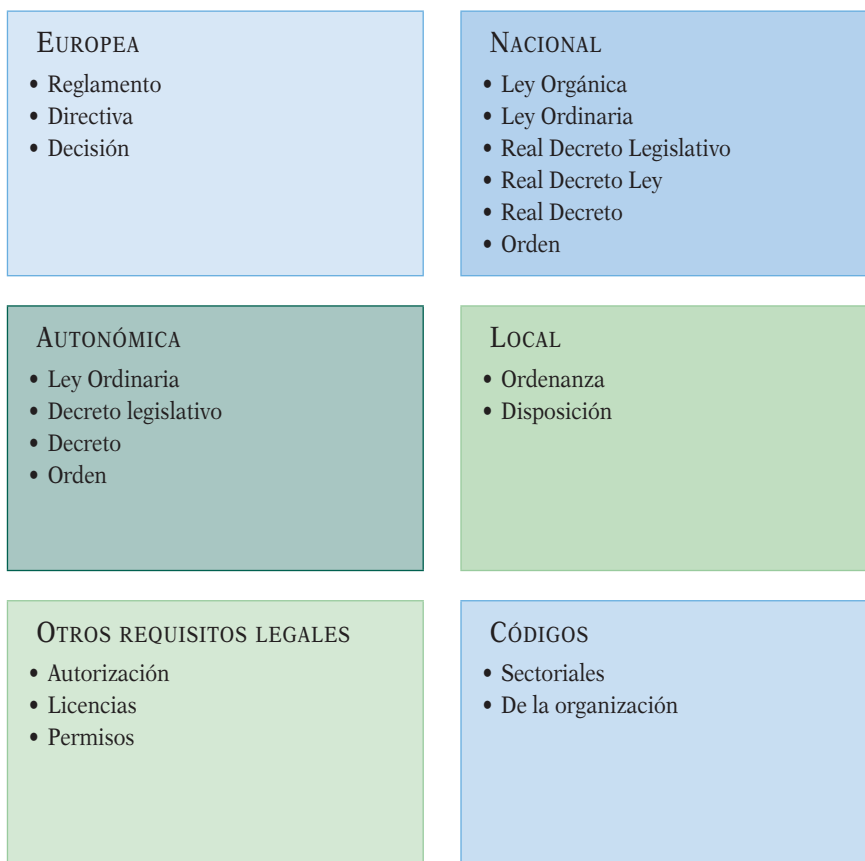 EUROPEA
• Reglamento
• Directiva
• Decisión
NACIONAL
• Ley Orgánica
• Ley Ordinaria
• Real Decreto Legislativo
• Real Decreto Ley
• Real Decreto
• Orden
AUTONÓMICA
• Ley Ordinaria
• Decreto legislativo
• Decreto
• Orden
LOCAL
• Ordenanza
• Disposición
OTROS REQUISITOS LEGALES
• Autorización
• Licencias
• Permisos
CÓDIGOS
• Sectoriales
• De la organización